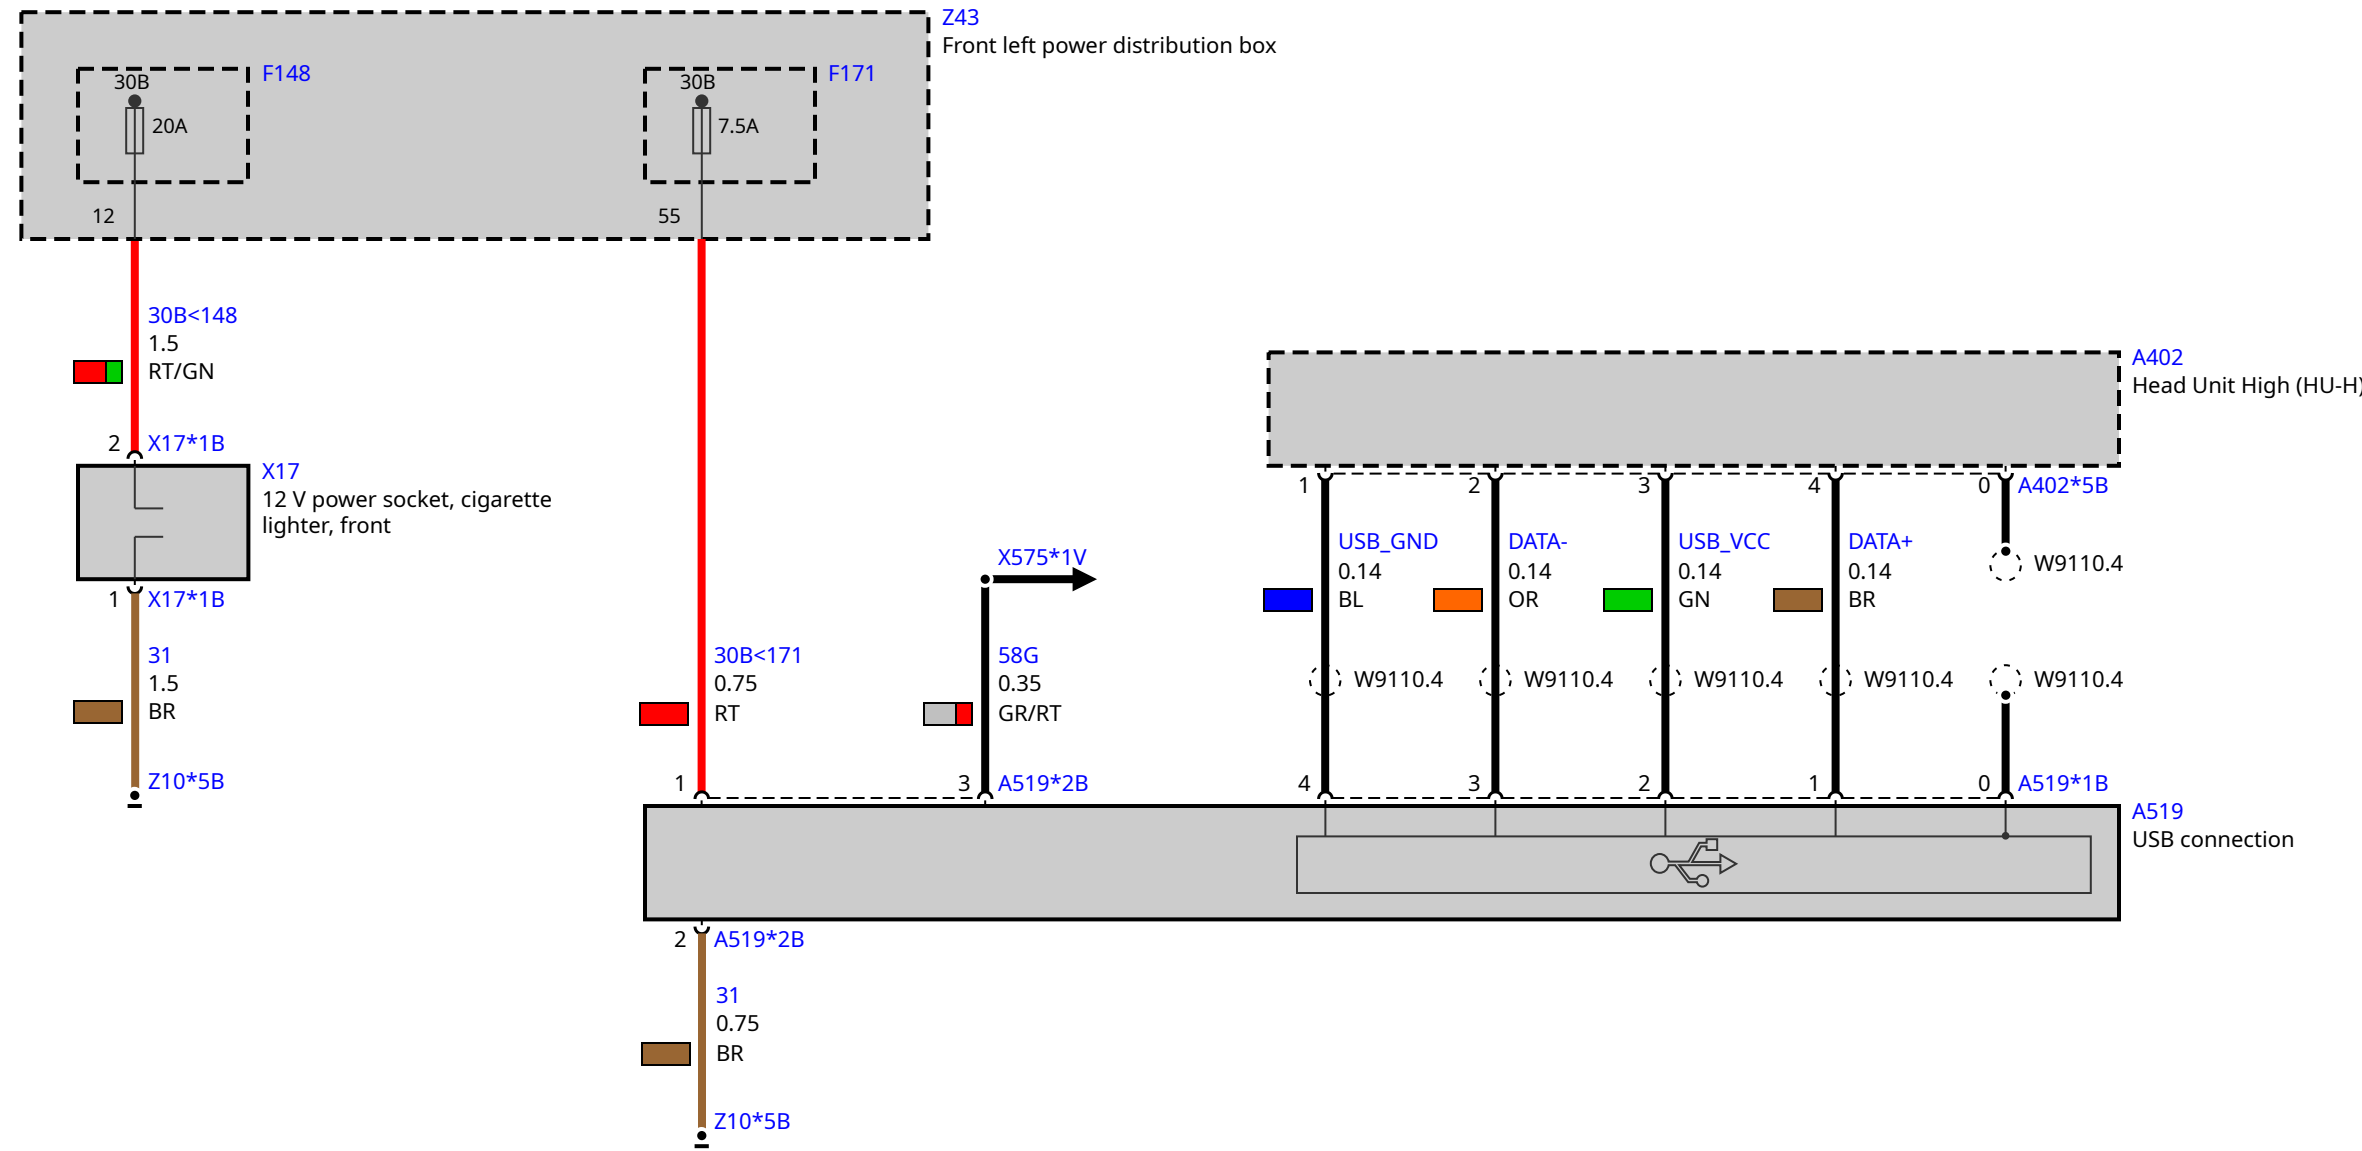 Z43
Front left power distribution box
F148
30B
20A
12
F171
30B
7.5A
55
30B<148
1.5
RT/GN
2
X17*1B
X17
12 V power socket, cigarette
lighter, front
1
X17*1B
31
1.5
BR
Z10*5B
30B<171
0.75
RT
1
X575*1V
58G
0.35
GR/RT
3
A519*2B
A402
Head Unit High (HU-H)
1
2
3
4
0
A402*5B
USB_GND
0.14
BL
DATA-
0.14
OR
USB_VCC
0.14
GN
DATA+
0.14
BR
W9110.4
W9110.4
W9110.4
W9110.4
W9110.4
W9110.4
4
3
2
1
0
A519*1B
A519
USB connection
2
A519*2B
31
0.75
BR
Z10*5B